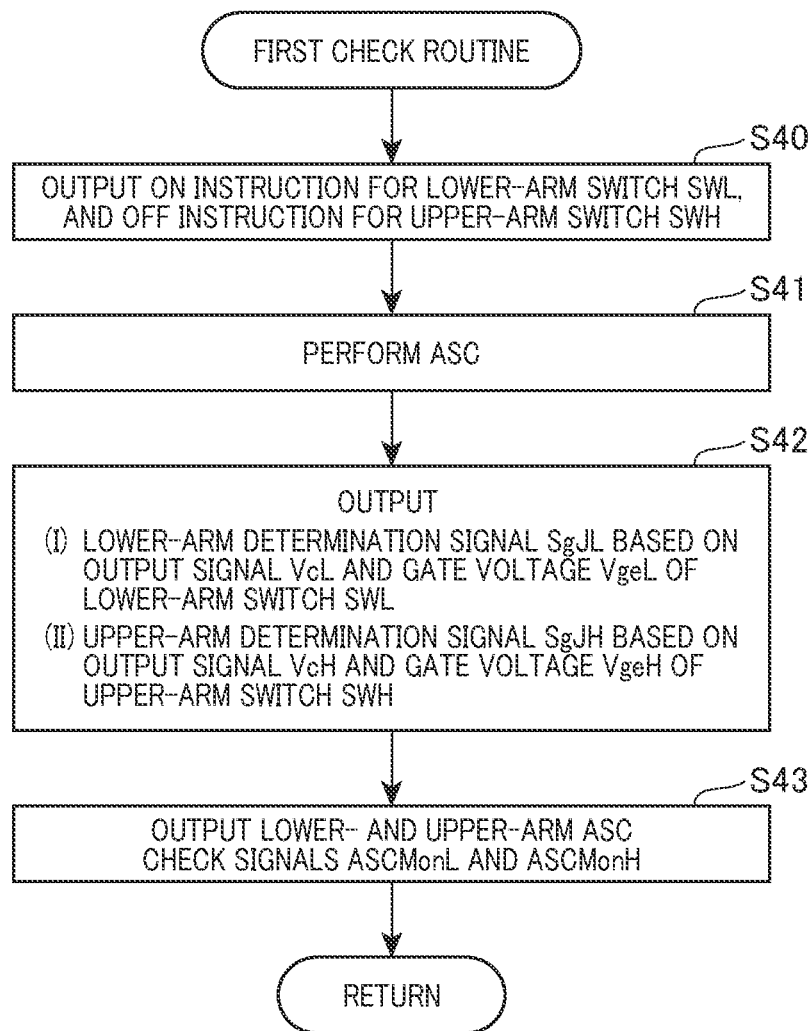 FIRST CHECK ROUTINE
S40
OUTPUT ON INSTRUCTION FOR LOWER-ARM SWITCH SWL,
AND OFF INSTRUCTION FOR UPPER-ARM SWITCH SWH
S41
PERFORM ASC
S42
OUTPUT
(I) LOWER-ARM DETERMINATION SIGNAL SgJL BASED ON
OUTPUT SIGNAL VcL AND GATE VOLTAGE VgeL OF
LOWER-ARM SWITCH SWL
(II) UPPER-ARM DETERMINATION SIGNAL SgJH BASED ON
OUTPUT SIGNAL VcH AND GATE VOLTAGE VgeH OF
UPPER-ARM SWITCH SWH
S43
OUTPUT LOWER- AND UPPER-ARM ASC
CHECK SIGNALS ASCMonL AND ASCMonH
RETURN